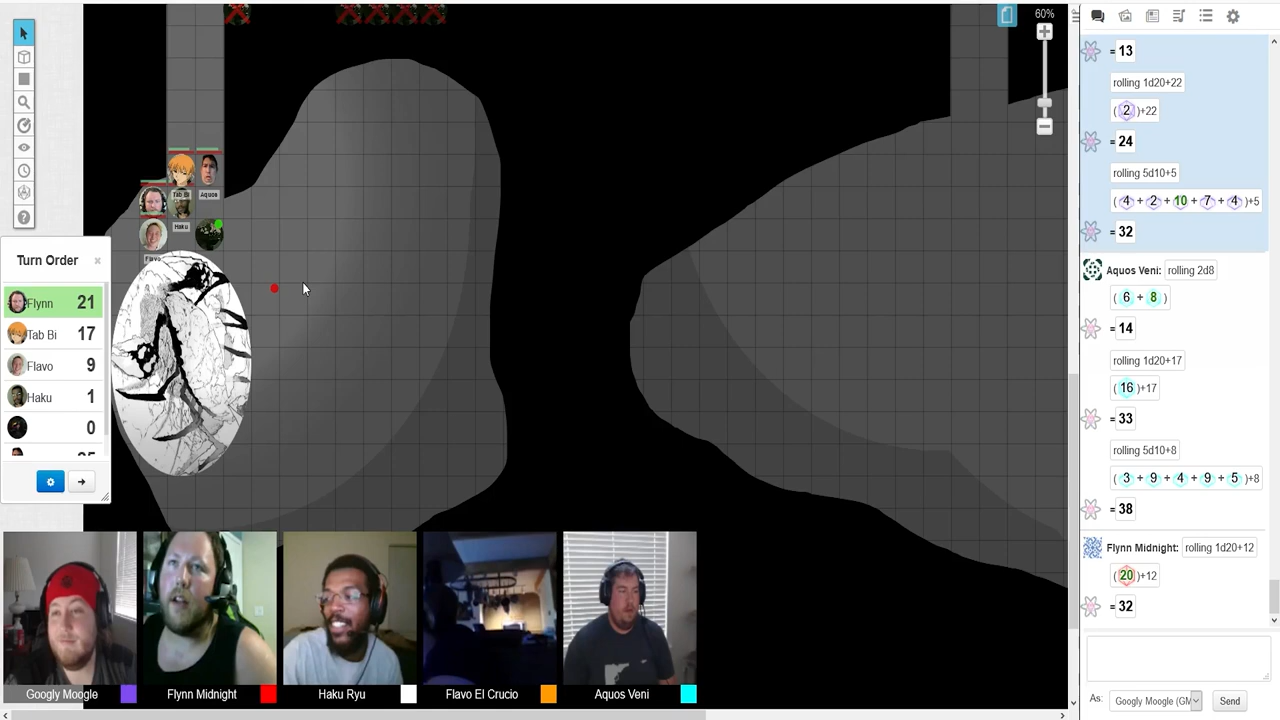 60%
= 13
rolling 1d20+22
( 2 )+22
= 24
rolling 5d10+5
( 4 + 2 + 10 + 7 + 4 )+5
= 32
Aquos Veni: rolling 2d8
( 6 + 8 )
= 14
rolling 1d20+17
( 16 )+17
= 33
rolling 5d10+8
( 3 + 9 + 4 + 9 + 5 )+8
= 38
Flynn Midnight: rolling 1d20+12
( 20 )+12
= 32
As: Googly Moogle (GM
Send
Tab Bi
Aquos
Haku
Flavo
Turn Order ×
Flynn 21
Tab Bi 17
Flavo 9
Haku 1
0
Googly Moogle
Flynn Midnight
Haku Ryu
Flavo El Crucio
Aquos Veni